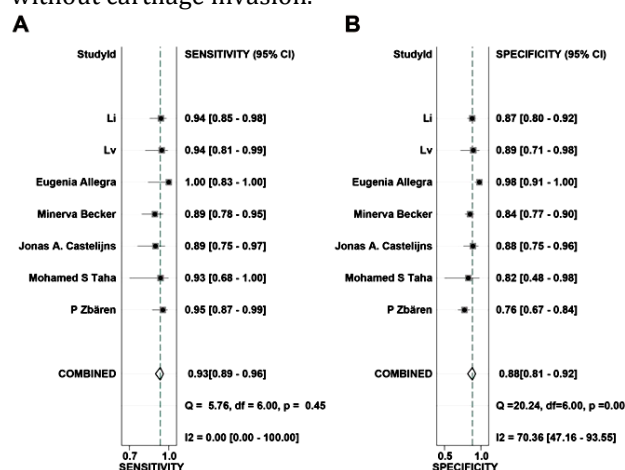 without cartilage invasion.
A
B
StudyId SENSITIVITY (95% CI)
Li 0.94 [0.85 - 0.98]
Lv 0.94 [0.81 - 0.99]
Eugenia Allegra 1.00 [0.83 - 1.00]
Minerva Becker 0.89 [0.78 - 0.95]
Jonas A. Castelijns 0.89 [0.75 - 0.97]
Mohamed S Taha 0.93 [0.68 - 1.00]
P Zbären 0.95 [0.87 - 0.99]
COMBINED 0.93[0.89 - 0.96]
Q = 5.76, df = 6.00, p = 0.45
I2 = 0.00 [0.00 - 100.00]
0.7 1.0
SENSITIVITY
StudyId SPECIFICITY (95% CI)
Li 0.87 [0.80 - 0.92]
Lv 0.89 [0.71 - 0.98]
Eugenia Allegra 0.98 [0.91 - 1.00]
Minerva Becker 0.84 [0.77 - 0.90]
Jonas A. Castelijns 0.88 [0.75 - 0.96]
Mohamed S Taha 0.82 [0.48 - 0.98]
P Zbären 0.76 [0.67 - 0.84]
COMBINED 0.88[0.81 - 0.92]
Q =20.24, df=6.00, p =0.00
I2 = 70.36 [47.16 - 93.55]
0.5 1.0
SPECIFICITY